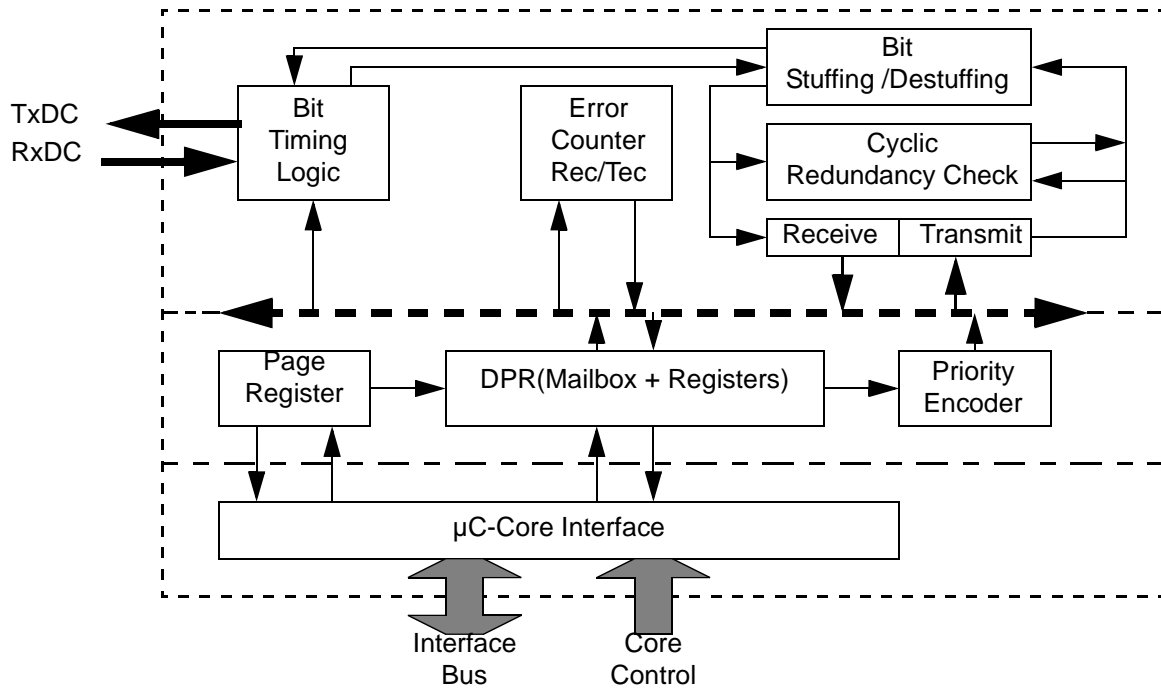 Bit
Stuffing /Destuffing
TxDC
RxDC
Bit
Timing
Logic
Error
Counter
Rec/Tec
Cyclic
Redundancy Check
Receive
Transmit
Page
Register
DPR(Mailbox + Registers)
Priority
Encoder
µC-Core Interface
Interface
Bus
Core
Control